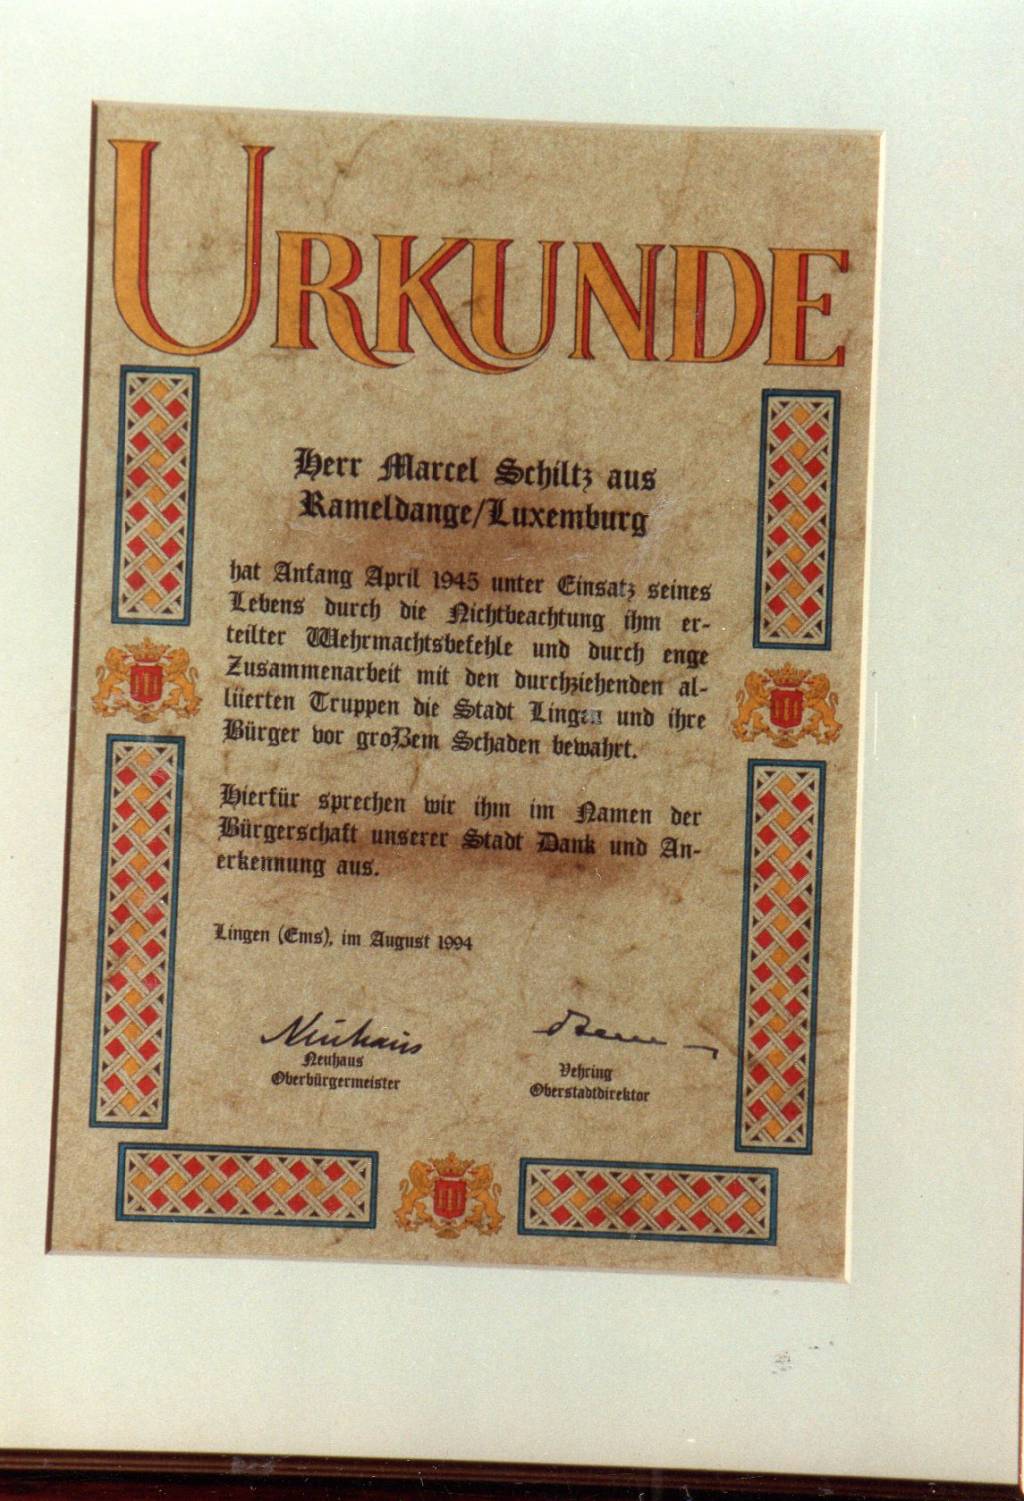 URKUNDE
Herr Marcel Schiltz aus
Rameldange/Luxemburg
hat Anfang April 1945 unter Einsatz seines
Lebens durch die Nichtbeachtung ihm er-
teilter Wehrmachtsbefehle und durch enge
Zusammenarbeit mit den durchziehenden al-
liierten Truppen die Stadt Lingen und ihre
Bürger vor großem Schaden bewahrt.
Hierfür sprechen wir ihm im Namen der
Bürgerschaft unserer Stadt Dank und An-
erkennung aus.
Lingen (Ems), im August 1994
Neuhaus
Neuhaus
Oberbürgermeister
Vehring
Oberstadtdirektor